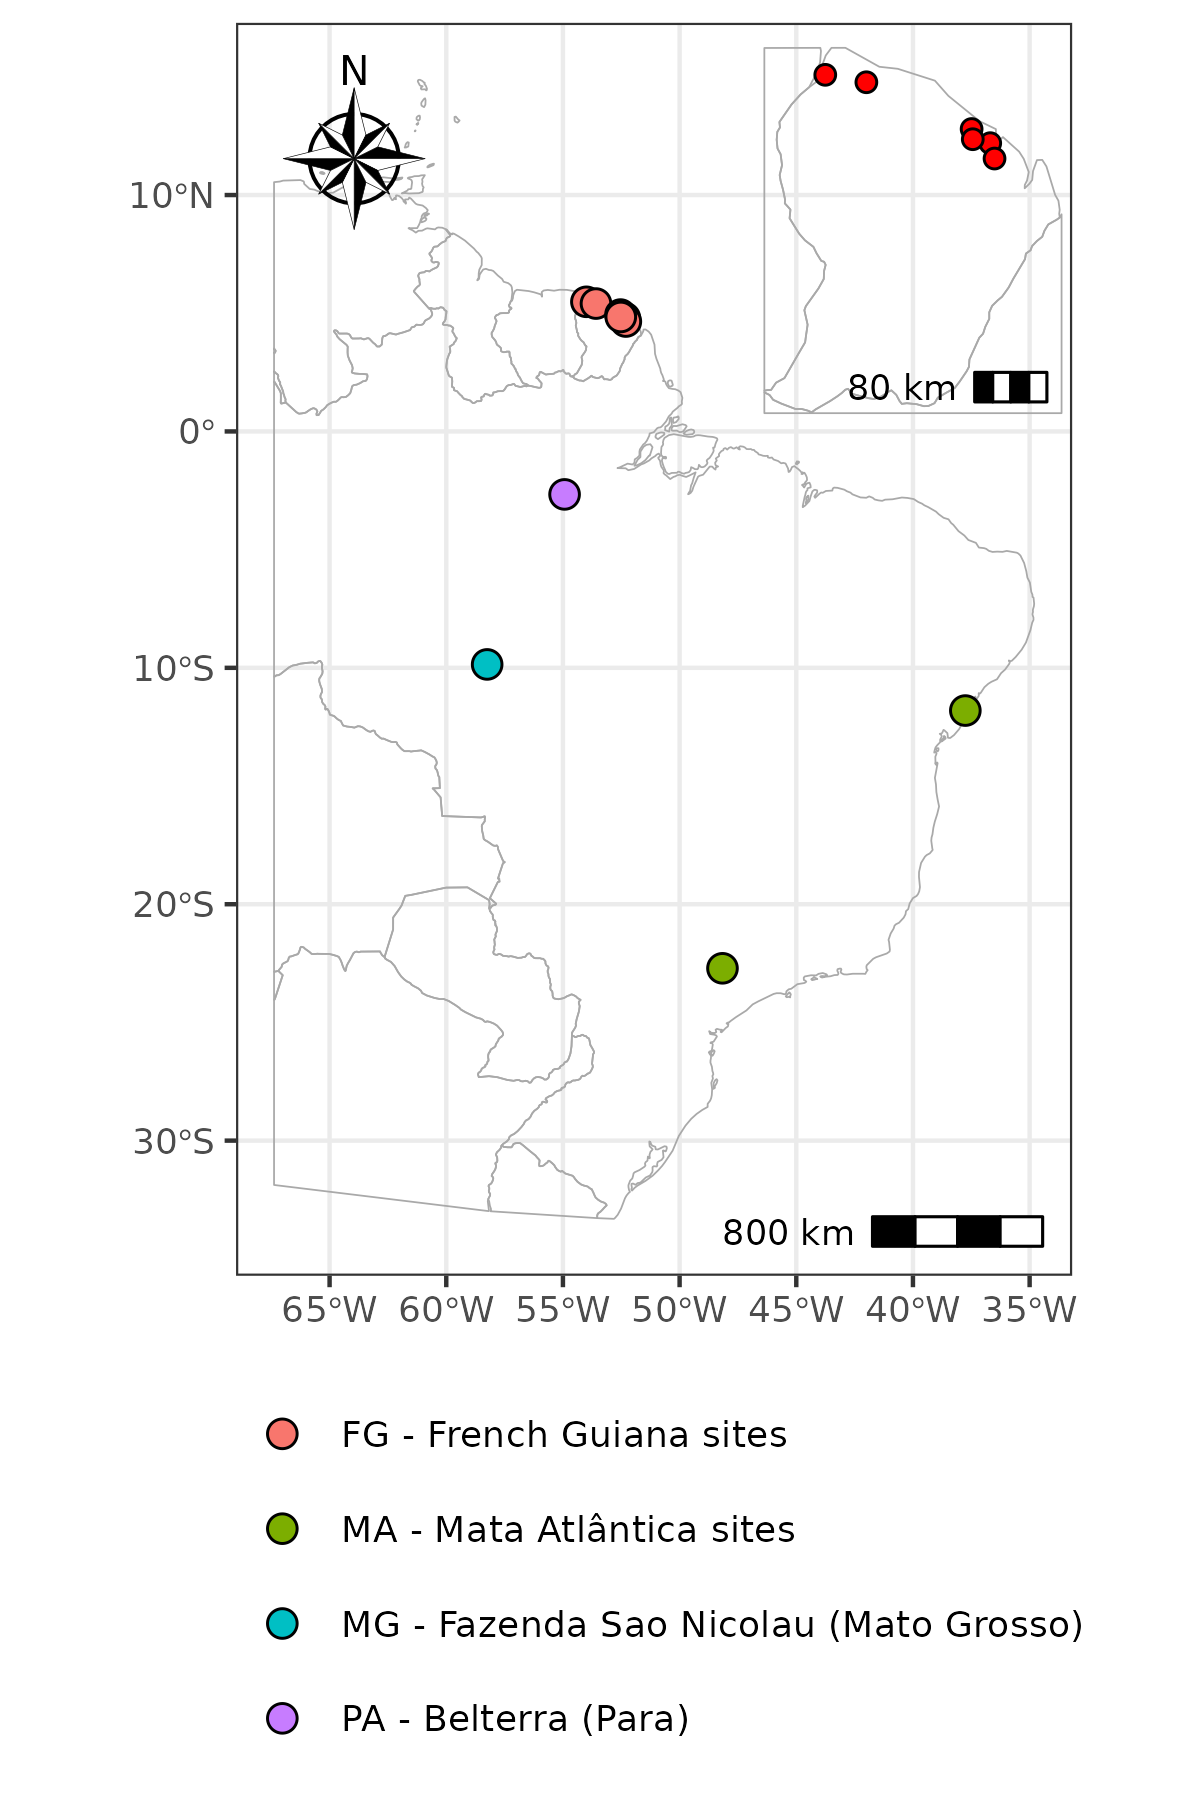 N
10°N
0°
10°S
20°S
30°S
80 km
800 km
65°W 60°W 55°W 50°W 45°W 40°W 35°W
FG - French Guiana sites
MA - Mata Atlântica sites
MG - Fazenda Sao Nicolau (Mato Grosso)
PA - Belterra (Para)